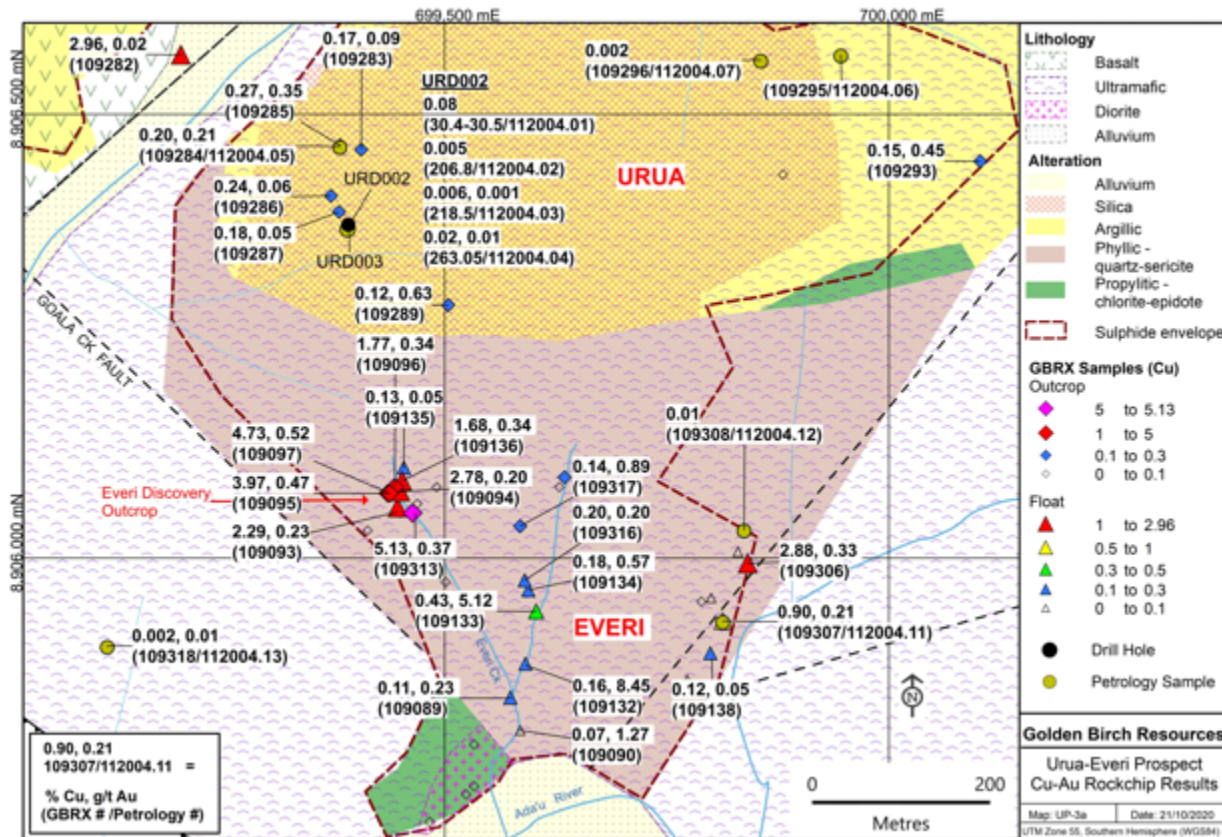 699,500 mE
700,000 mE
8,906,500 mN
8,906,000 mN
2.96, 0.02
(109282)
0.17, 0.09
(109283)
0.27, 0.35
(109285)
0.20, 0.21
(109284/112004.05)
0.24, 0.06
(109286)
0.18, 0.05
(109287)
URD002
URD003
URD002
0.08
(30.4-30.5/112004.01)
0.005
(206.8/112004.02)
0.006, 0.001
(218.5/112004.03)
0.02, 0.01
(263.05/112004.04)
0.002
(109296/112004.07)
(109295/112004.06)
URUA
0.15, 0.45
(109293)
GOALA CK FAULT
0.12, 0.63
(109289)
1.77, 0.34
(109096)
0.13, 0.05
(109135)
1.68, 0.34
(109136)
4.73, 0.52
(109097)
3.97, 0.47
(109095)
2.78, 0.20
(109094)
Everi Discovery
Outcrop
2.29, 0.23
(109093)
5.13, 0.37
(109313)
0.14, 0.89
(109317)
0.20, 0.20
(109316)
0.18, 0.57
(109134)
0.43, 5.12
(109133)
0.01
(109308/112004.12)
2.88, 0.33
(109306)
EVERI
0.90, 0.21
(109307/112004.11)
0.002, 0.01
(109318/112004.13)
Everi Ck
0.11, 0.23
(109089)
0.16, 8.45
(109132)
0.12, 0.05
(109138)
0.07, 1.27
(109090)
Ada'u River
0.90, 0.21
109307/112004.11 =
% Cu, g/t Au
(GBRX # /Petrology #)
N
0
200
Metres
Lithology
Basalt
Ultramafic
Diorite
Alluvium
Alteration
Alluvium
Silica
Argillic
Phyllic -
quartz-sericite
Propylitic -
chlorite-epidote
Sulphide envelope
GBRX Samples (Cu)
Outcrop
5 to 5.13
1 to 5
0.1 to 0.3
0 to 0.1
Float
1 to 2.96
0.5 to 1
0.3 to 0.5
0.1 to 0.3
0 to 0.1
Drill Hole
Petrology Sample
Golden Birch Resources
Urua-Everi Prospect
Cu-Au Rockchip Results
Map: UP-3a
Date: 21/10/2020
UTM Zone 55, Southern Hemisphere (WGS84)